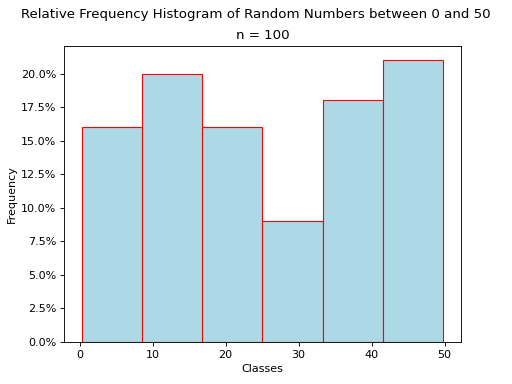 Relative Frequency Histogram of Random Numbers between 0 and 50
n = 100
20.0%
17.5%
15.0%
12.5%
10.0%
7.5%
5.0%
2.5%
0.0%
Frequency
0 10 20 30 40 50
Classes